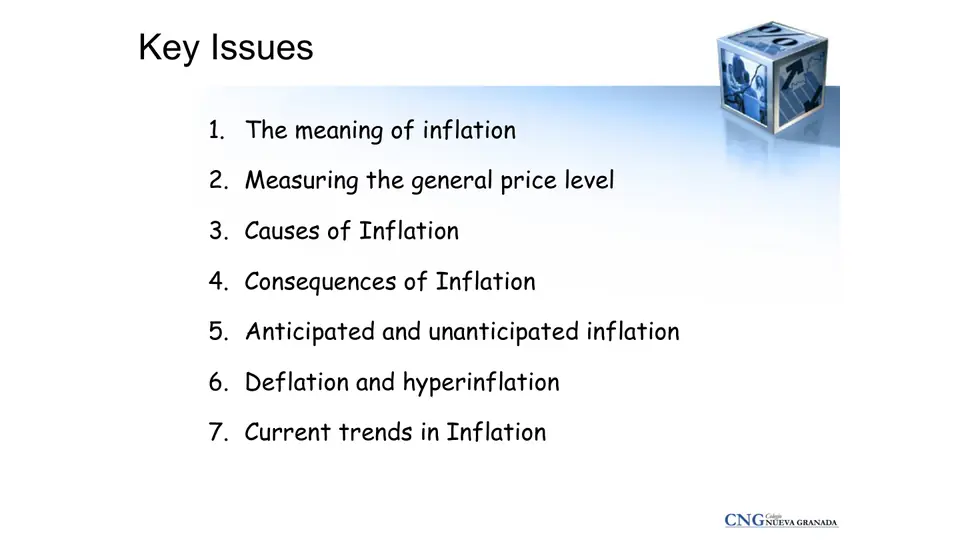 Key Issues
%
1. The meaning of inflation
2. Measuring the general price level
3. Causes of Inflation
4. Consequences of Inflation
5. Anticipated and unanticipated inflation
6. Deflation and hyperinflation
7. Current trends in Inflation
CNG Colegio NUEVA GRANADA